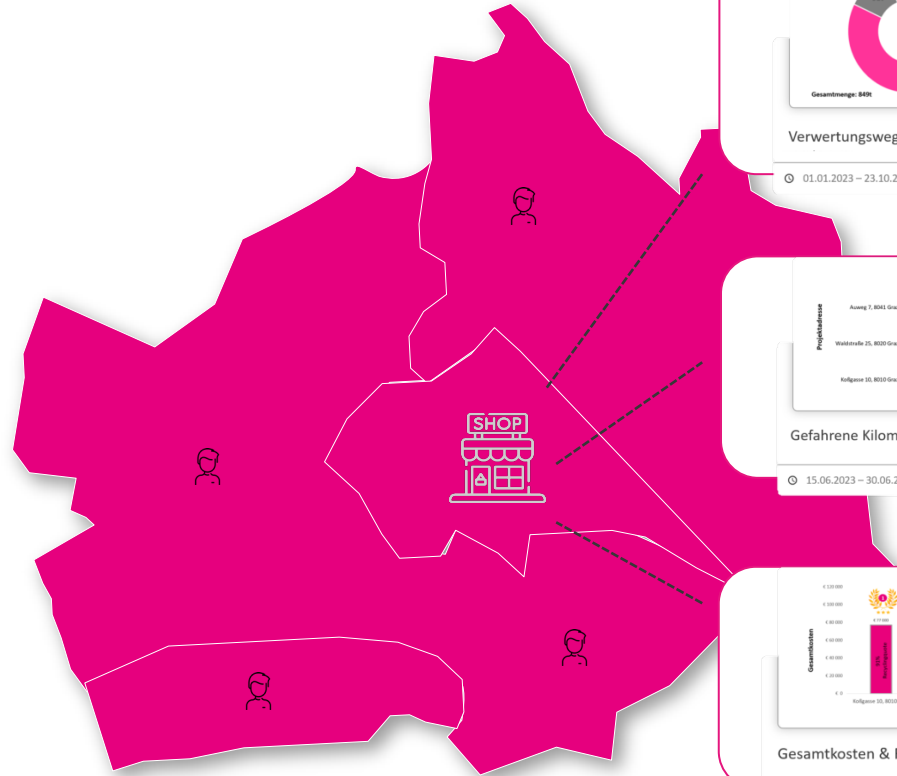 Gesamtmenge: 849t
Verwertungsweg
01.01.2023 – 23.10.2
SHOP
Projektadresse
Auweg 7, 8041 Gra
Waldstraße 25, 8020 Gra
Koßgasse 10, 8010 Gra
Gefahrene Kilom
15.06.2023 – 30.06.2
Gesamtkosten
€ 100 000
€ 80 000
€ 60 000
€ 40 000
€ 20 000
€ 0
Koßgasse 10, 8010
Gesamtkosten &